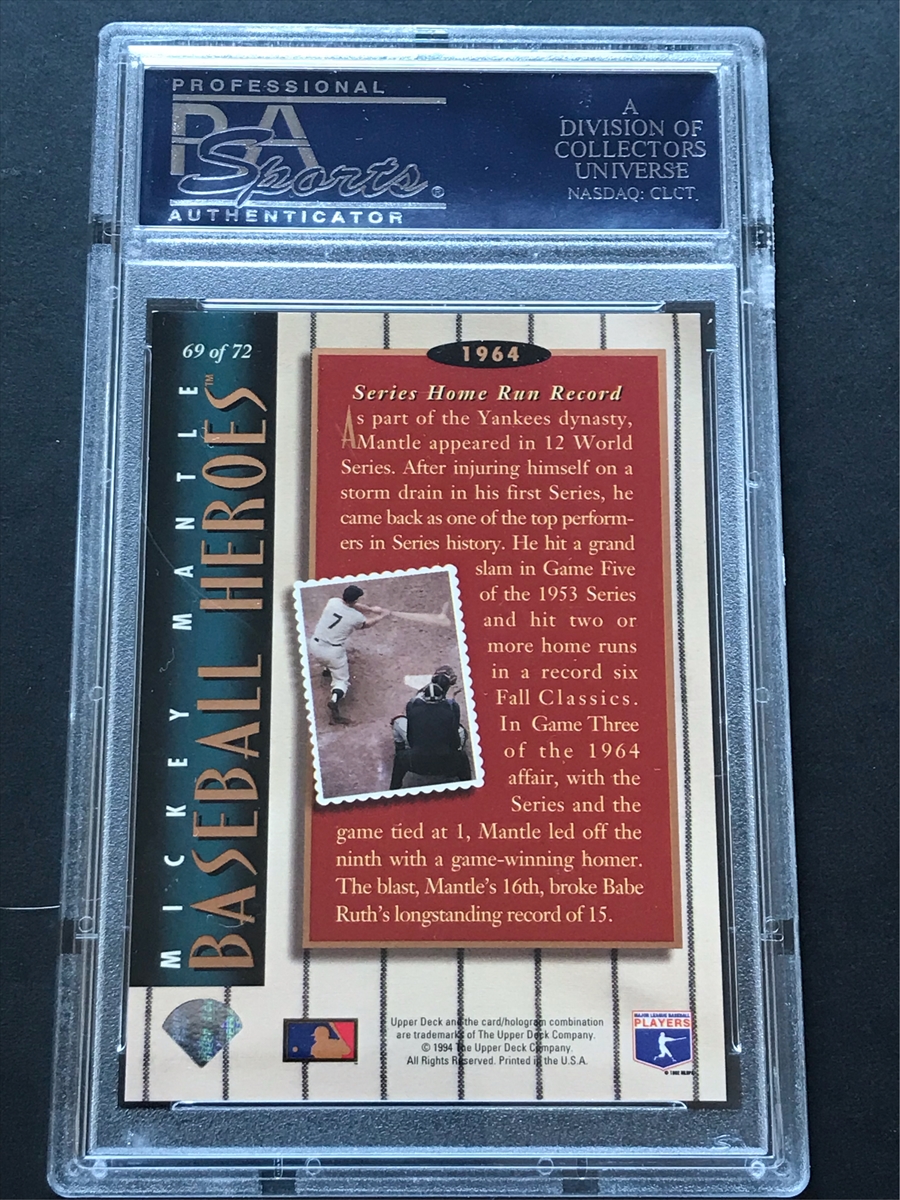 PROFESSIONAL
PSA
Sports®
AUTHENTICATOR
A
DIVISION OF
COLLECTORS
UNIVERSE
NASDAQ: CLCT.
69 of 72
MICKEY MANTLE
BASEBALL HEROES™
1964
Series Home Run Record
As part of the Yankees dynasty,
Mantle appeared in 12 World
Series. After injuring himself on a
storm drain in his first Series, he
came back as one of the top perform-
ers in Series history. He hit a grand
slam in Game Five
of the 1953 Series
and hit two or
more home runs
in a record six
Fall Classics.
In Game Three
of the 1964
affair, with the
Series and the
game tied at 1, Mantle led off the
ninth with a game-winning homer.
The blast, Mantle's 16th, broke Babe
Ruth's longstanding record of 15.
7
Upper Deck and the card/hologram combination
are trademarks of The Upper Deck Company.
© 1994 The Upper Deck Company.
All Rights Reserved. Printed in the U.S.A.
MAJOR LEAGUE BASEBALL
PLAYERS